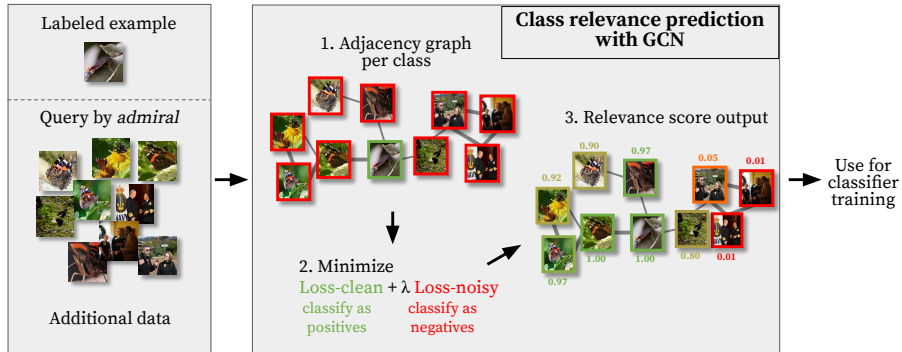 Labeled example
Query by admiral
Additional data
Class relevance prediction
with GCN
1. Adjacency graph
per class
2. Minimize
Loss-clean + λ Loss-noisy
classify as
positives
classify as
negatives
3. Relevance score output
0.90
0.97
0.05
0.01
0.92
0.97
1.00
1.00
0.80
0.01
Use for
classifier
training